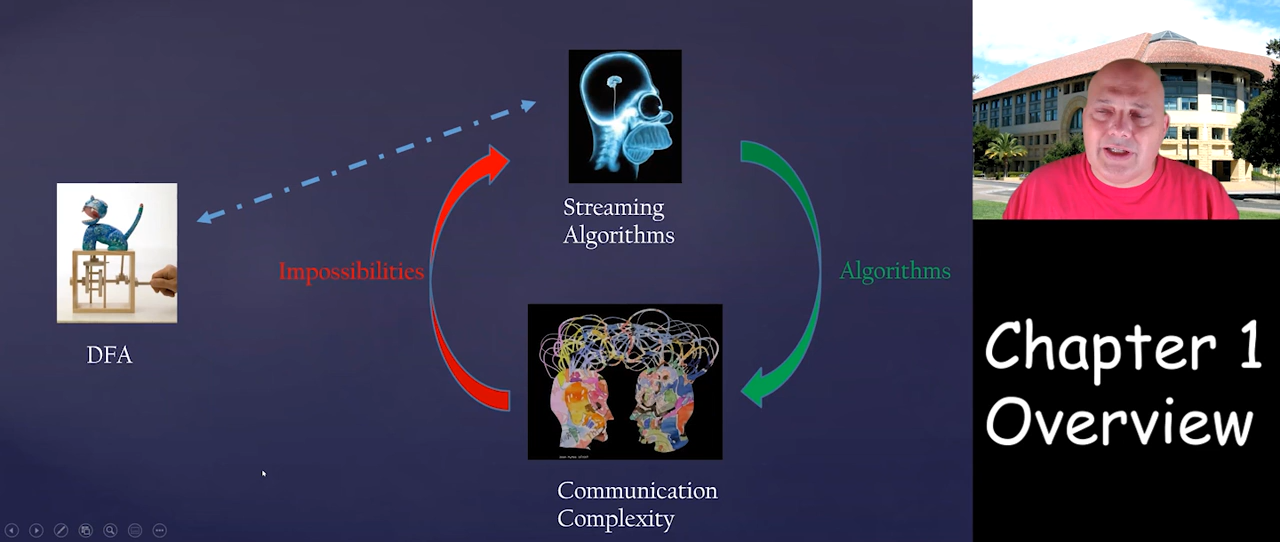 Streaming
Algorithms
Impossibilities
Algorithms
DFA
Communication
Complexity
Chapter 1
Overview